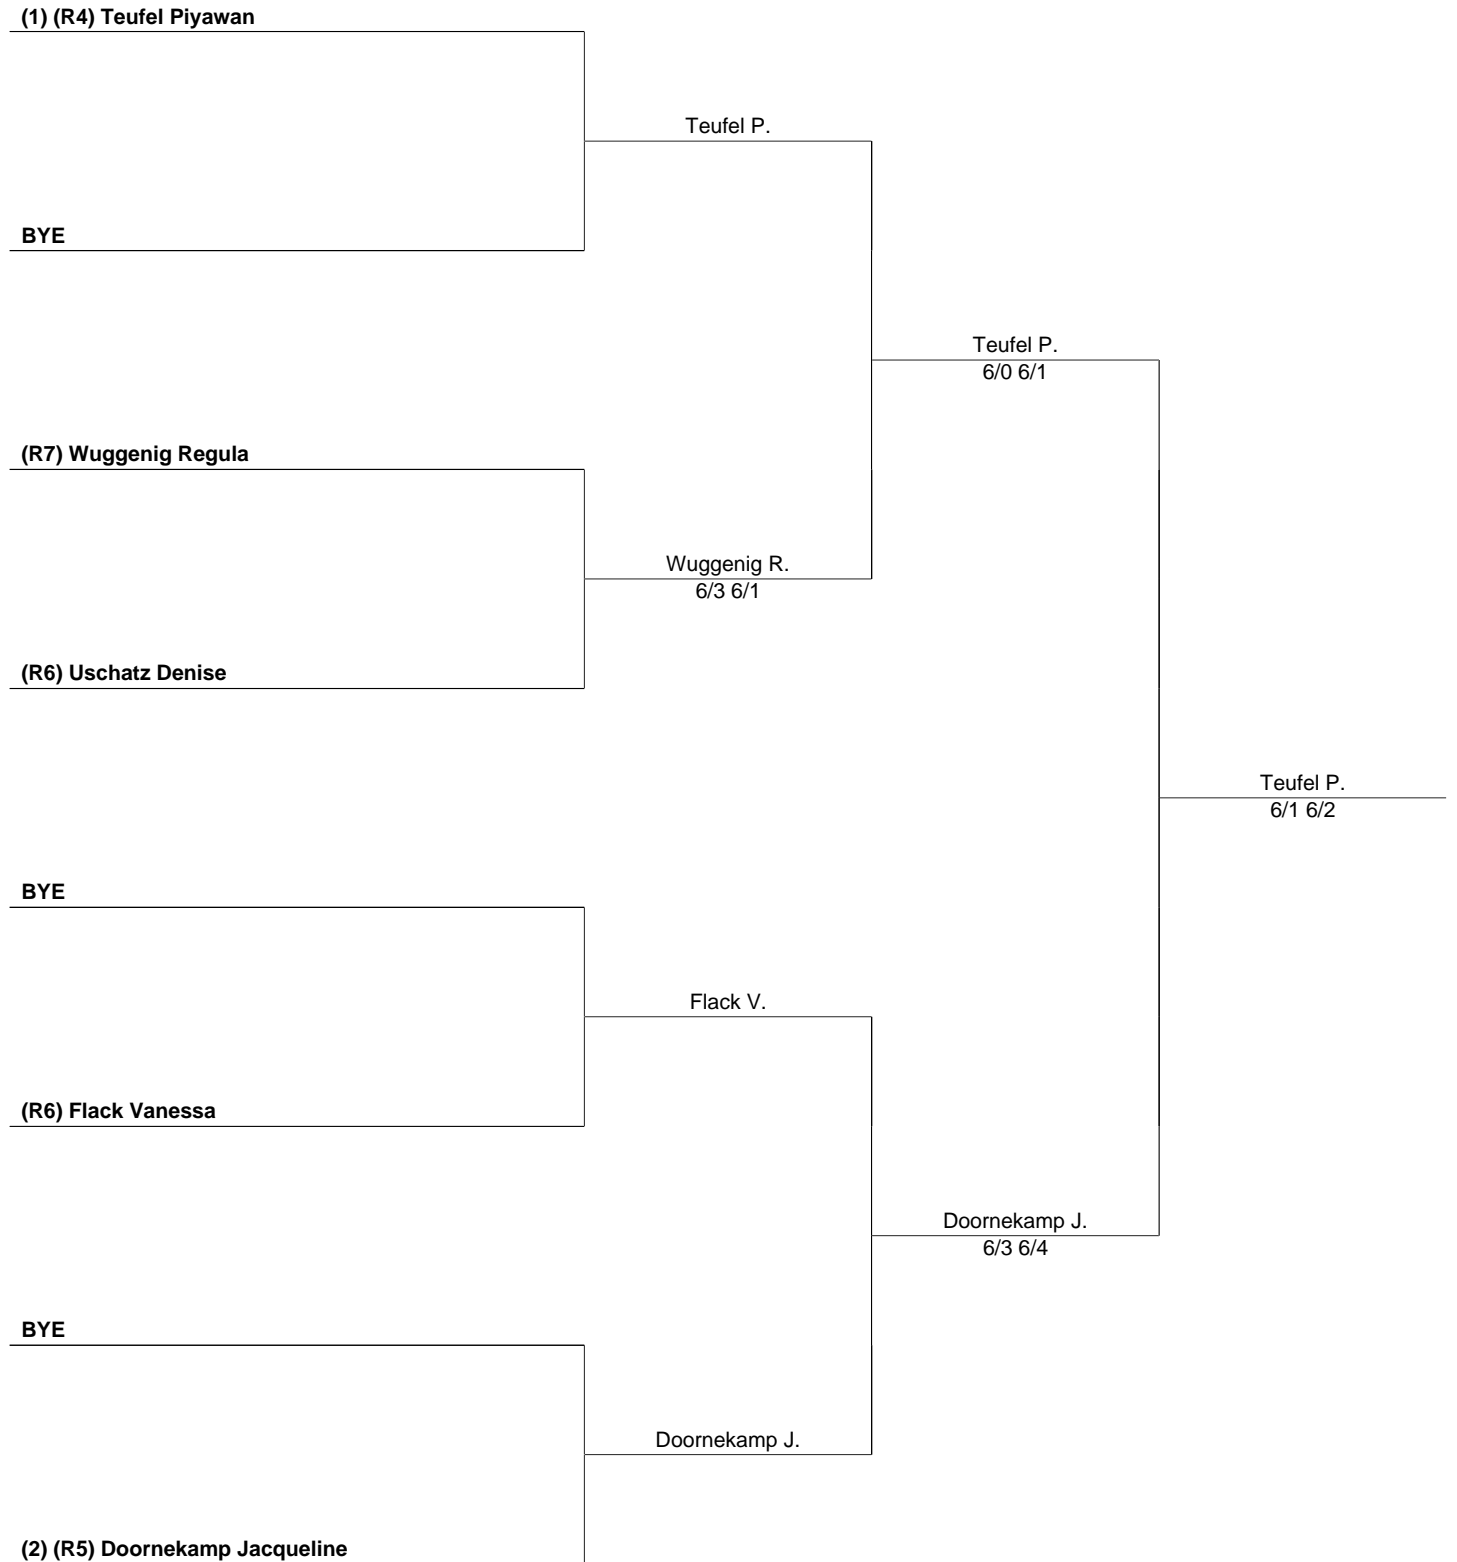 (1) (R4) Teufel Piyawan
Teufel P.
BYE
Teufel P.
6/0 6/1
(R7) Wuggenig Regula
Wuggenig R.
6/3 6/1
(R6) Uschatz Denise
Teufel P.
6/1 6/2
BYE
Flack V.
(R6) Flack Vanessa
Doornekamp J.
6/3 6/4
BYE
Doornekamp J.
(2) (R5) Doornekamp Jacqueline